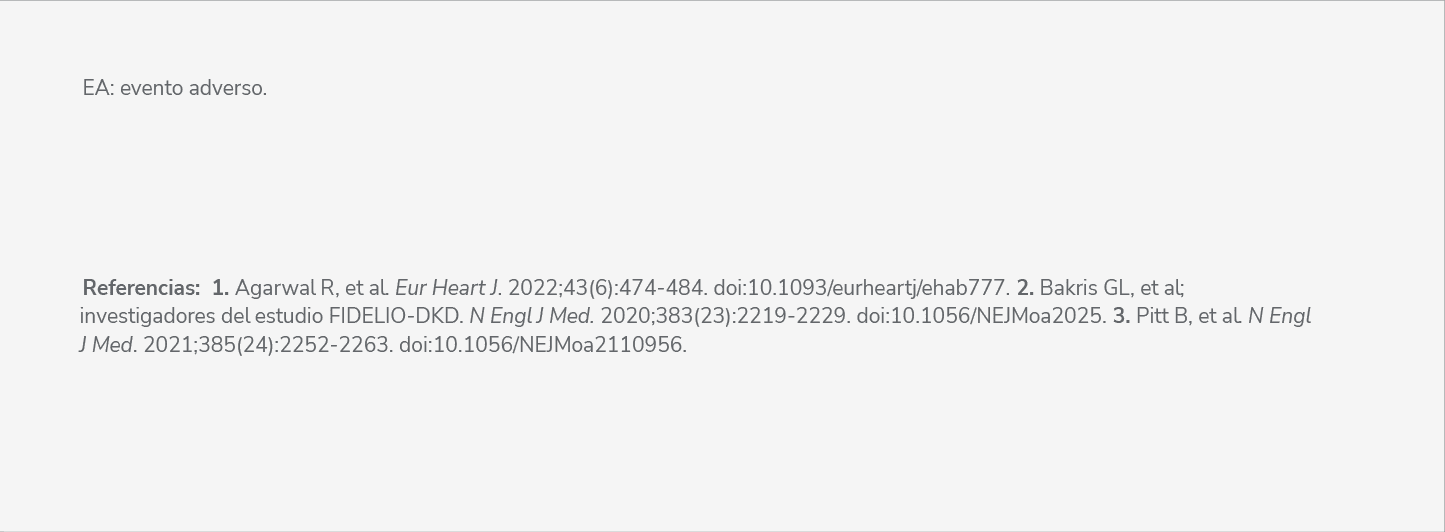 EA: evento adverso.
Referencias: 1. Agarwal R, et al. Eur Heart J. 2022;43(6):474-484. doi:10.1093/eurheartj/ehab777. 2. Bakris GL, et al;
investigadores del estudio FIDELIO-DKD. N Engl J Med. 2020;383(23):2219-2229. doi:10.1056/NEJMoa2025. 3. Pitt B, et al. N Engl
J Med. 2021;385(24):2252-2263. doi:10.1056/NEJMoa2110956.